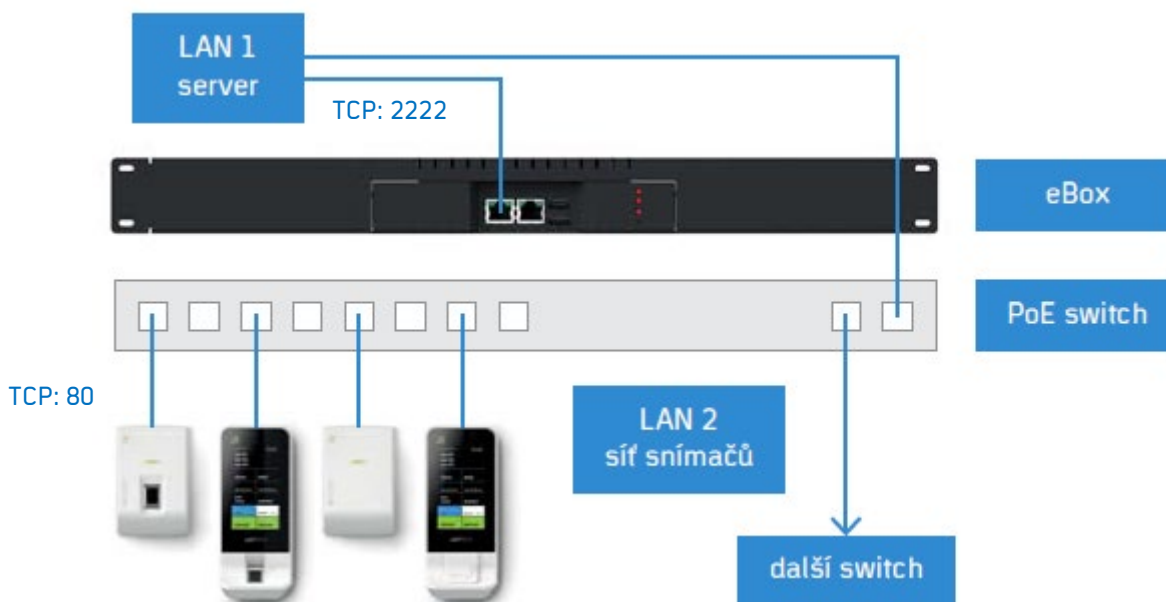 LAN 1
server
TCP: 2222
eBox
PoE switch
TCP: 80
LAN 2
síť snímačů
další switch